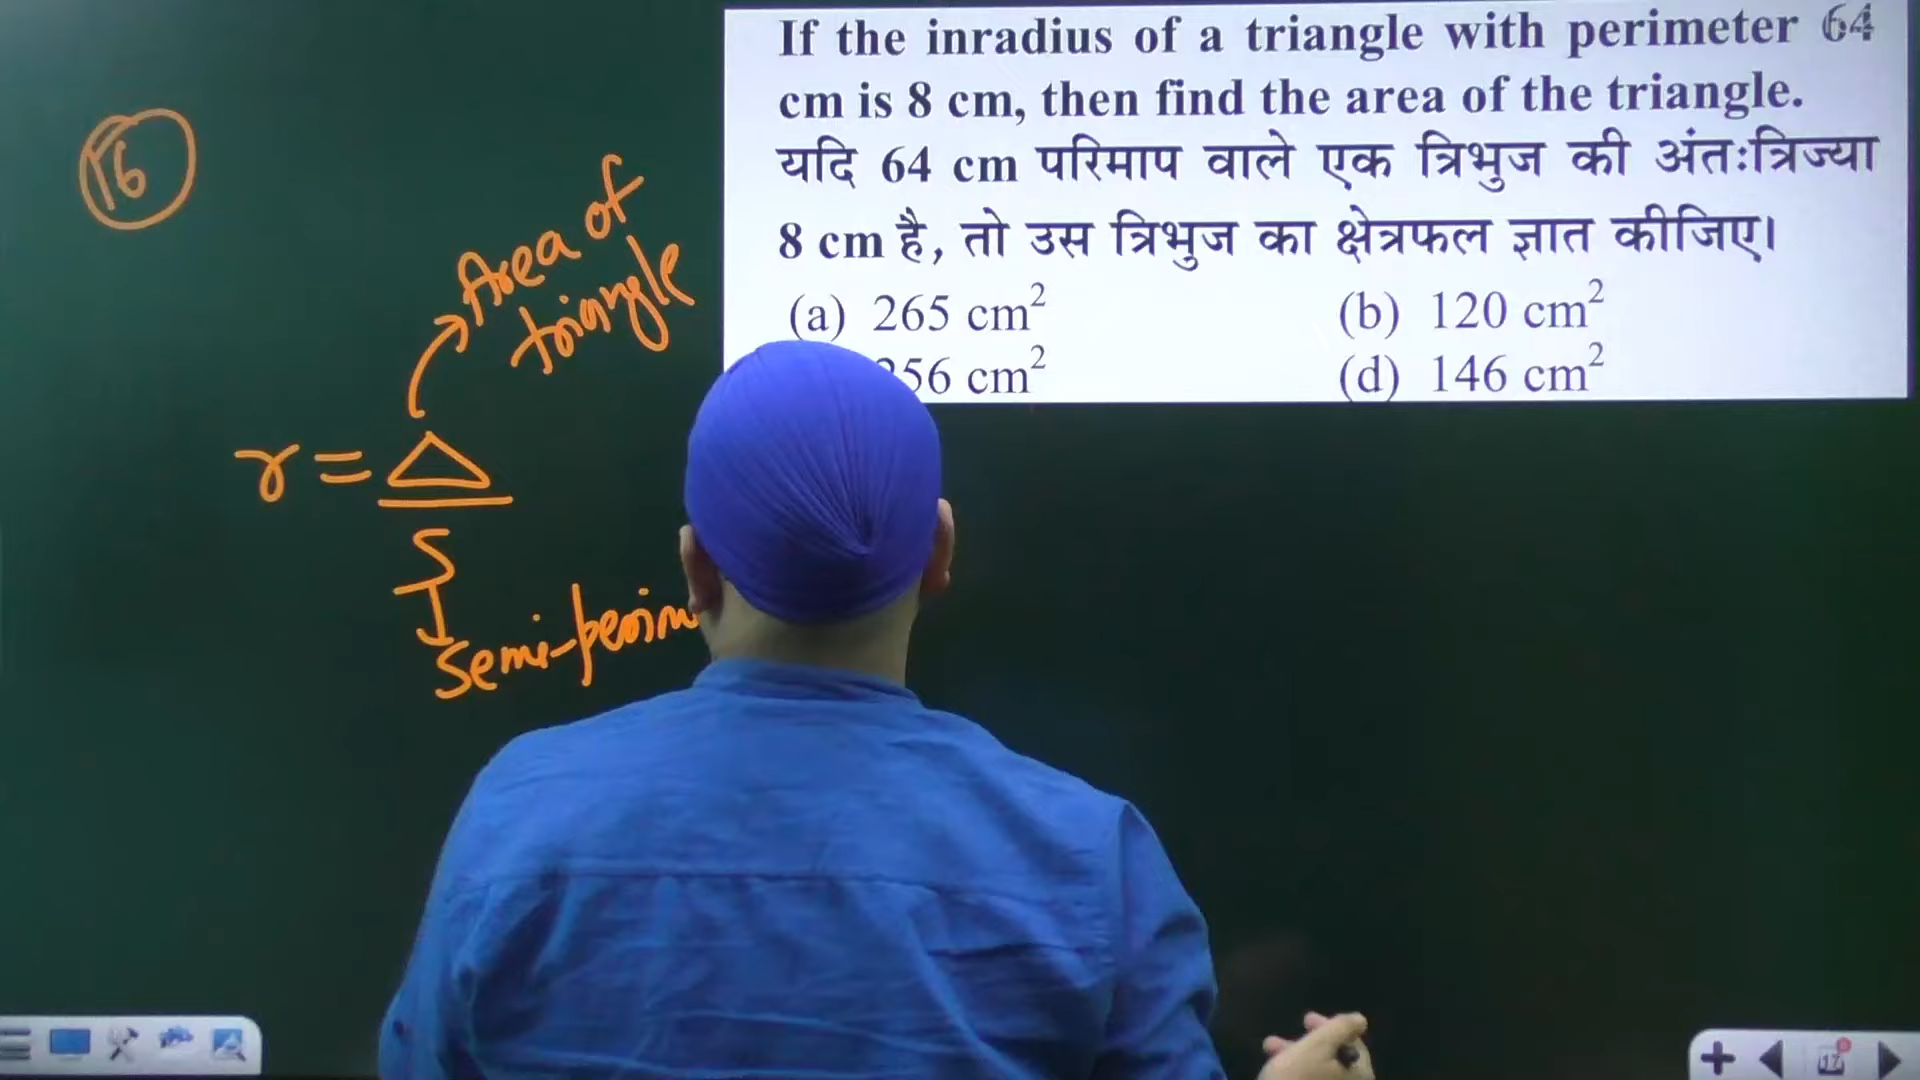 If the inradius of a triangle with perimeter 64
cm is 8 cm, then find the area of the triangle.
यदि 64 cm परिमाप वाले एक त्रिभुज की अंतःत्रिज्या
8 cm है, तो उस त्रिभुज का क्षेत्रफल ज्ञात कीजिए।
(a) 265 cm² (b) 120 cm²
56 cm² (d) 146 cm²
16
Area of
triangle
r = △
S
Semi-perim
17